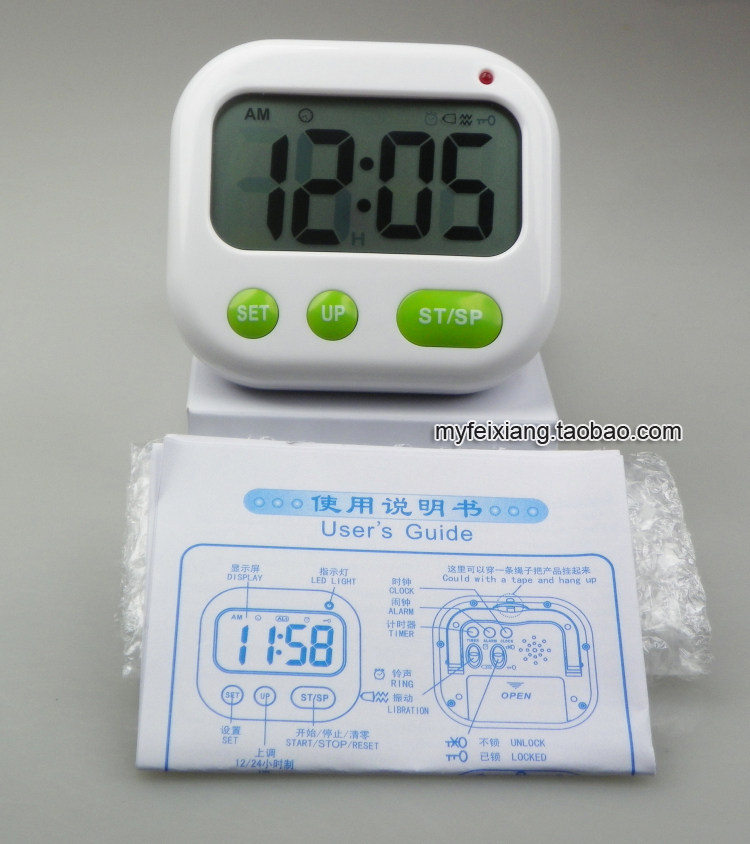 AM
12:05
H
SET UP ST/SP
myfeixiang.taobao.com
使用说明书
User's Guide
显示屏
DISPLAY
指示灯
LED LIGHT
AM
11:58
SET UP ST/SP
设置
SET
上调
12/24小时制
开始/停止/清零
START/STOP/RESET
这里可以穿一条绳子把产品挂起来
Could with a tape and hang up
时钟
CLOCK
闹钟
ALARM
计时器
TIMER
TIMER ALARM CLOCK
铃声
RING
振动
LIBRATION
OPEN
不锁 UNLOCK
已锁 LOCKED